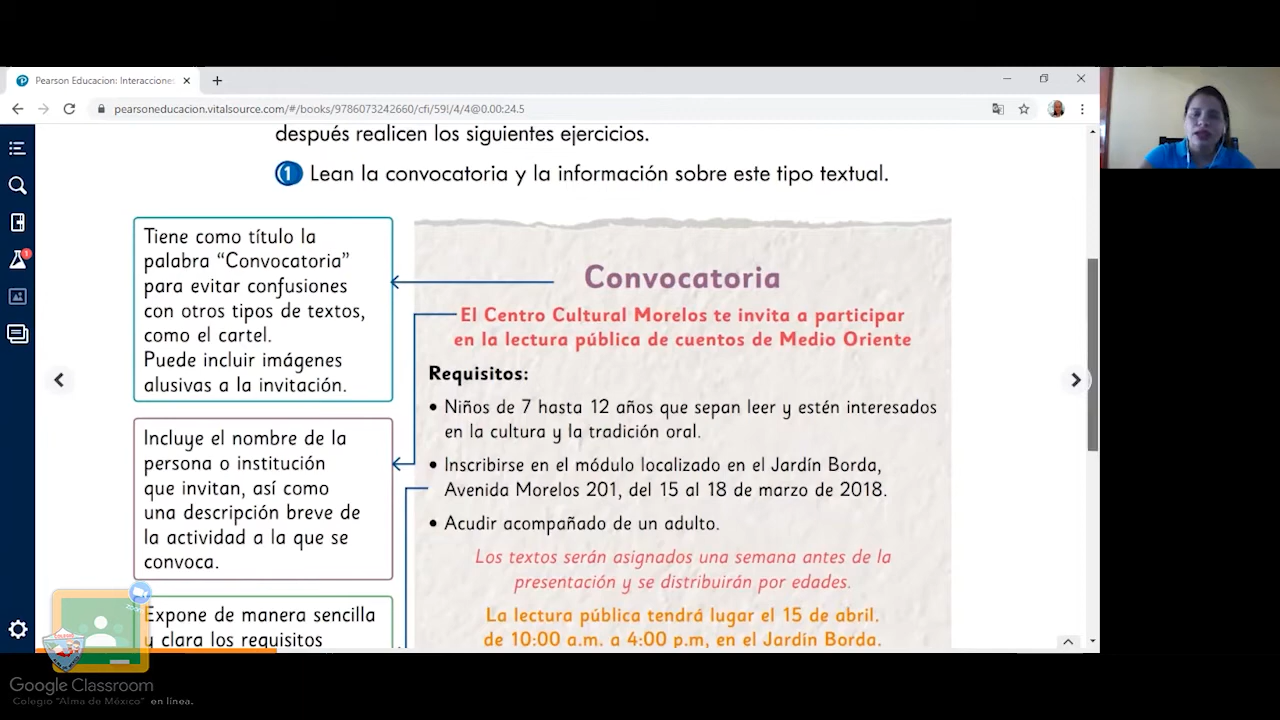 Pearson Educacion: Interaccione
pearsoneducacion.vitalsource.com/#/books/9786073242660/cfi/59!/4/4@0.00:24.5
después realicen los siguientes ejercicios.
1 Lean la convocatoria y la información sobre este tipo textual.
Tiene como título la
palabra “Convocatoria”
para evitar confusiones
con otros tipos de textos,
como el cartel.
Puede incluir imágenes
alusivas a la invitación.
Incluye el nombre de la
persona o institución
que invitan, así como
una descripción breve de
la actividad a la que se
convoca.
Expone de manera sencilla
y clara los requisitos
Convocatoria
El Centro Cultural Morelos te invita a participar
en la lectura pública de cuentos de Medio Oriente
Requisitos:
• Niños de 7 hasta 12 años que sepan leer y estén interesados
en la cultura y la tradición oral.
• Inscribirse en el módulo localizado en el Jardín Borda,
Avenida Morelos 201, del 15 al 18 de marzo de 2018.
• Acudir acompañado de un adulto.
Los textos serán asignados una semana antes de la
presentación y se distribuirán por edades.
La lectura pública tendrá lugar el 15 de abril.
de 10:00 a.m. a 4:00 p.m, en el Jardín Borda.
Google Classroom
Colegio "Alma de México" en línea.